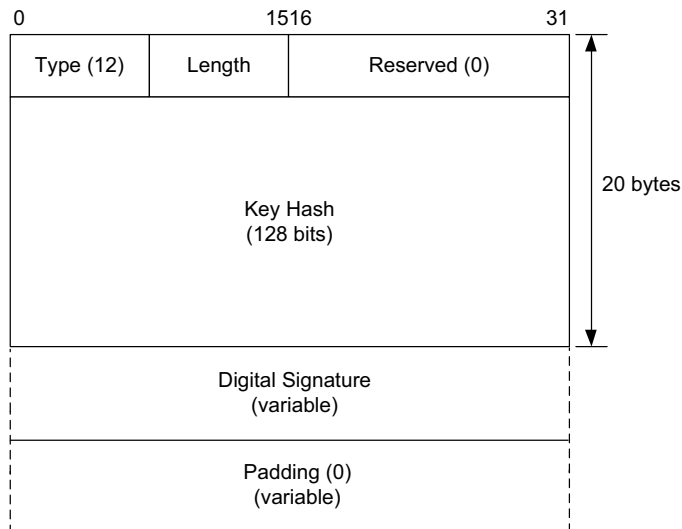 0 1516 31
Type (12) Length Reserved (0)
Key Hash
(128 bits)
20 bytes
Digital Signature
(variable)
Padding (0)
(variable)